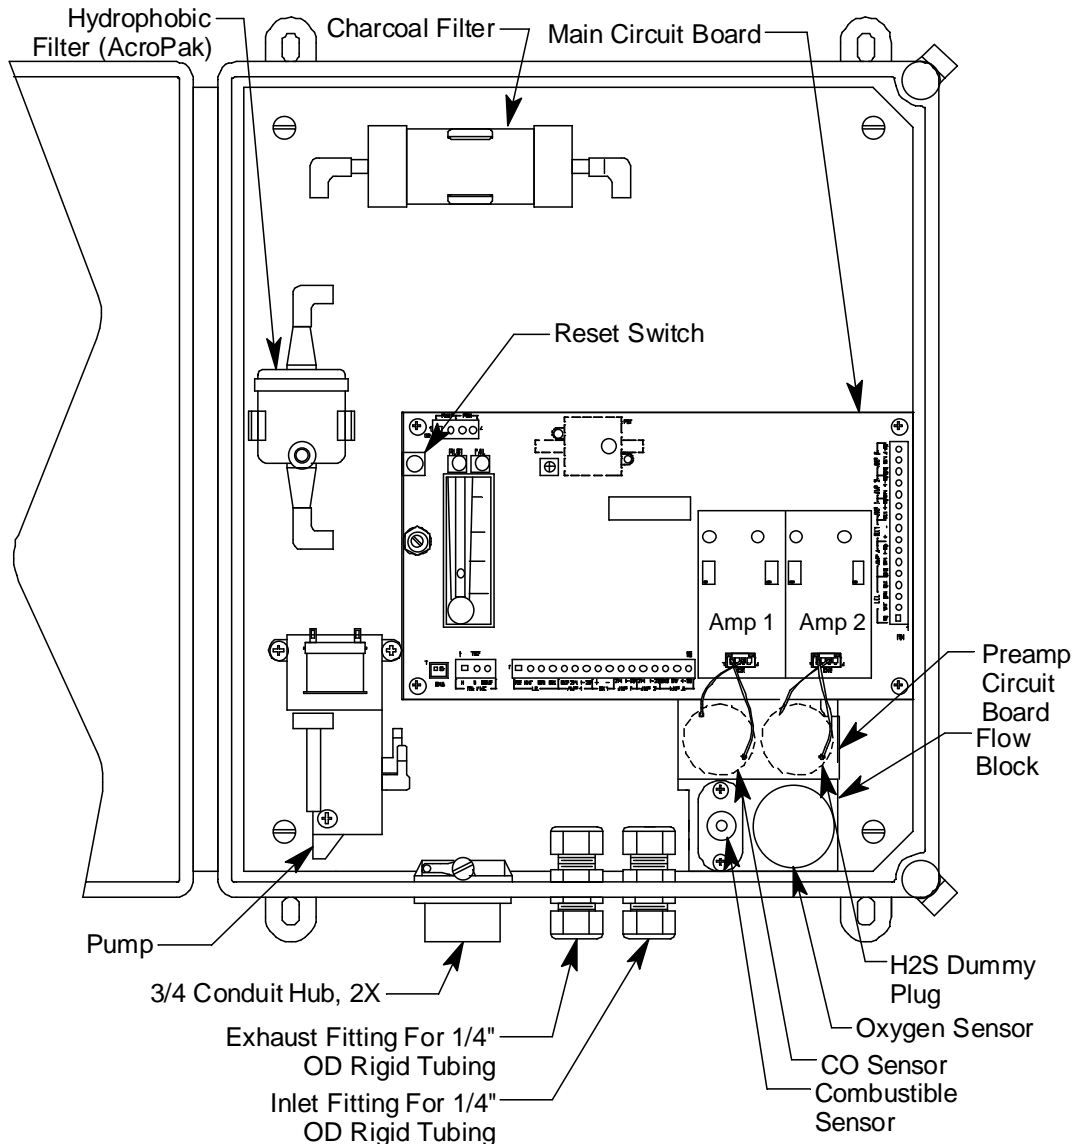 Hydrophobic
Filter (AcroPak)
Charcoal Filter
Main Circuit Board
Reset Switch
Amp 1
Amp 2
Preamp
Circuit
Board
Flow
Block
Pump
3/4 Conduit Hub, 2X
Exhaust Fitting For 1/4"
OD Rigid Tubing
Inlet Fitting For 1/4"
OD Rigid Tubing
H2S Dummy
Plug
Oxygen Sensor
CO Sensor
Combustible
Sensor